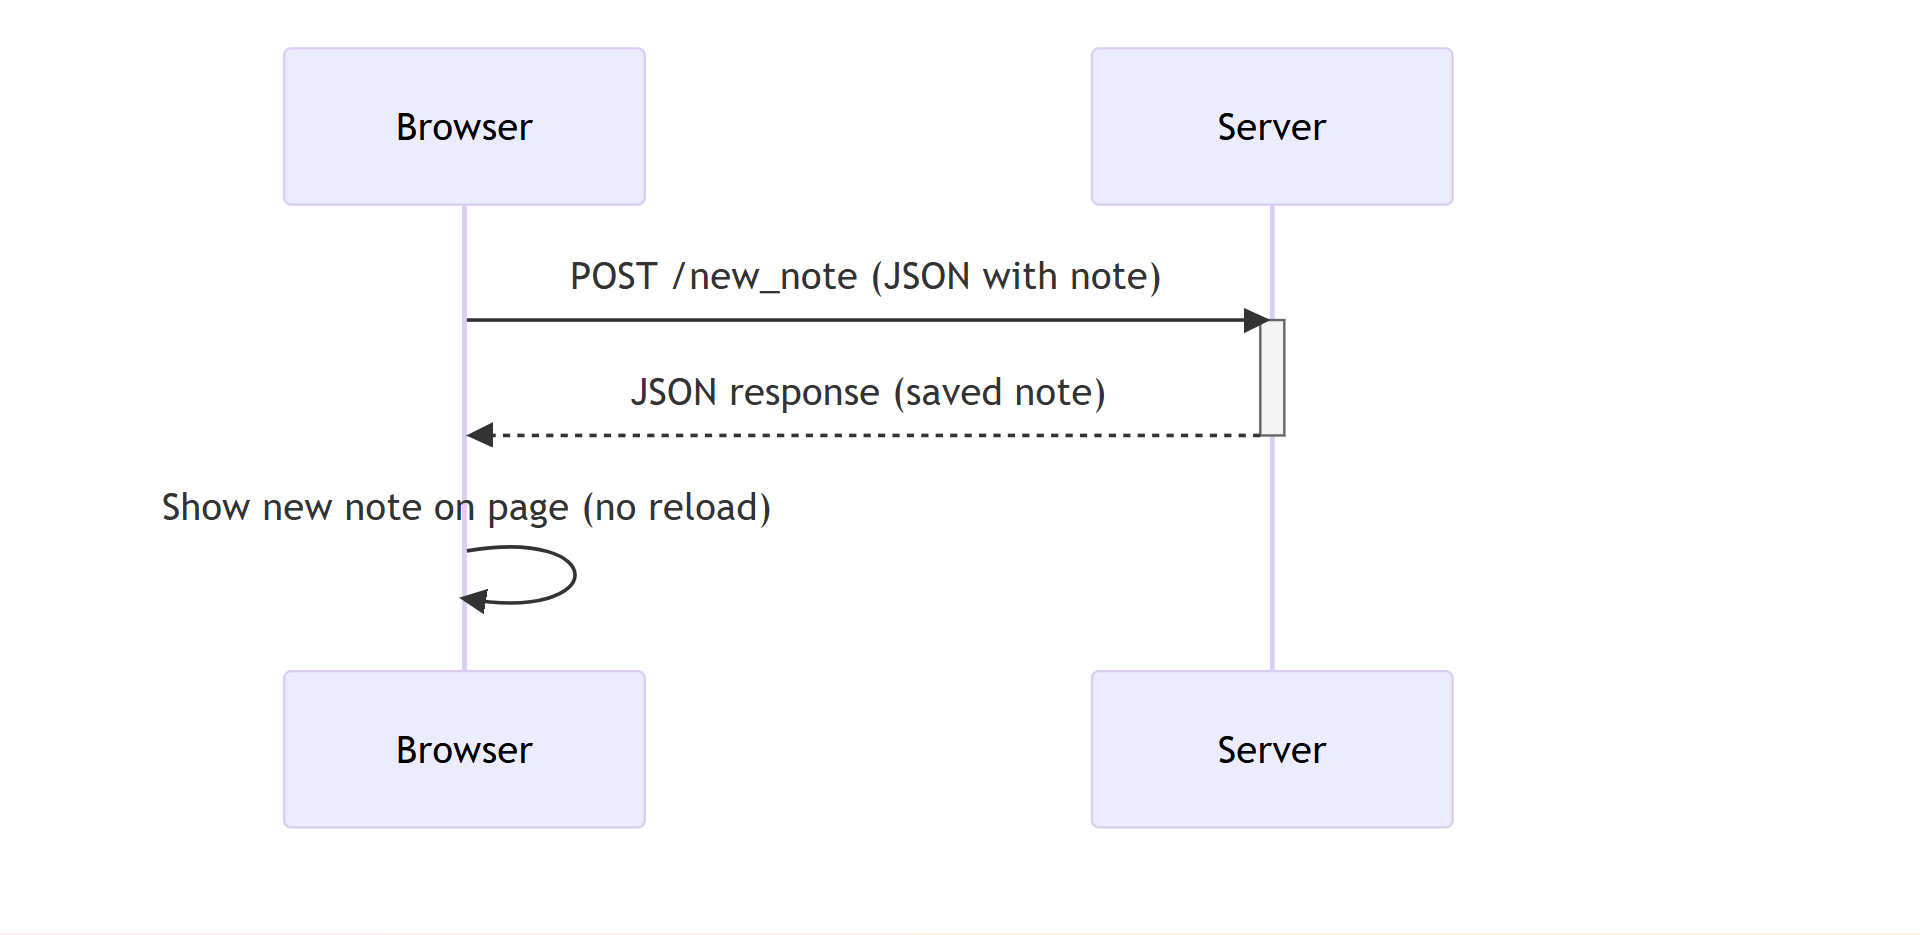 Browser
Server
POST /new_note (JSON with note)
JSON response (saved note)
Show new note on page (no reload)
Browser
Server